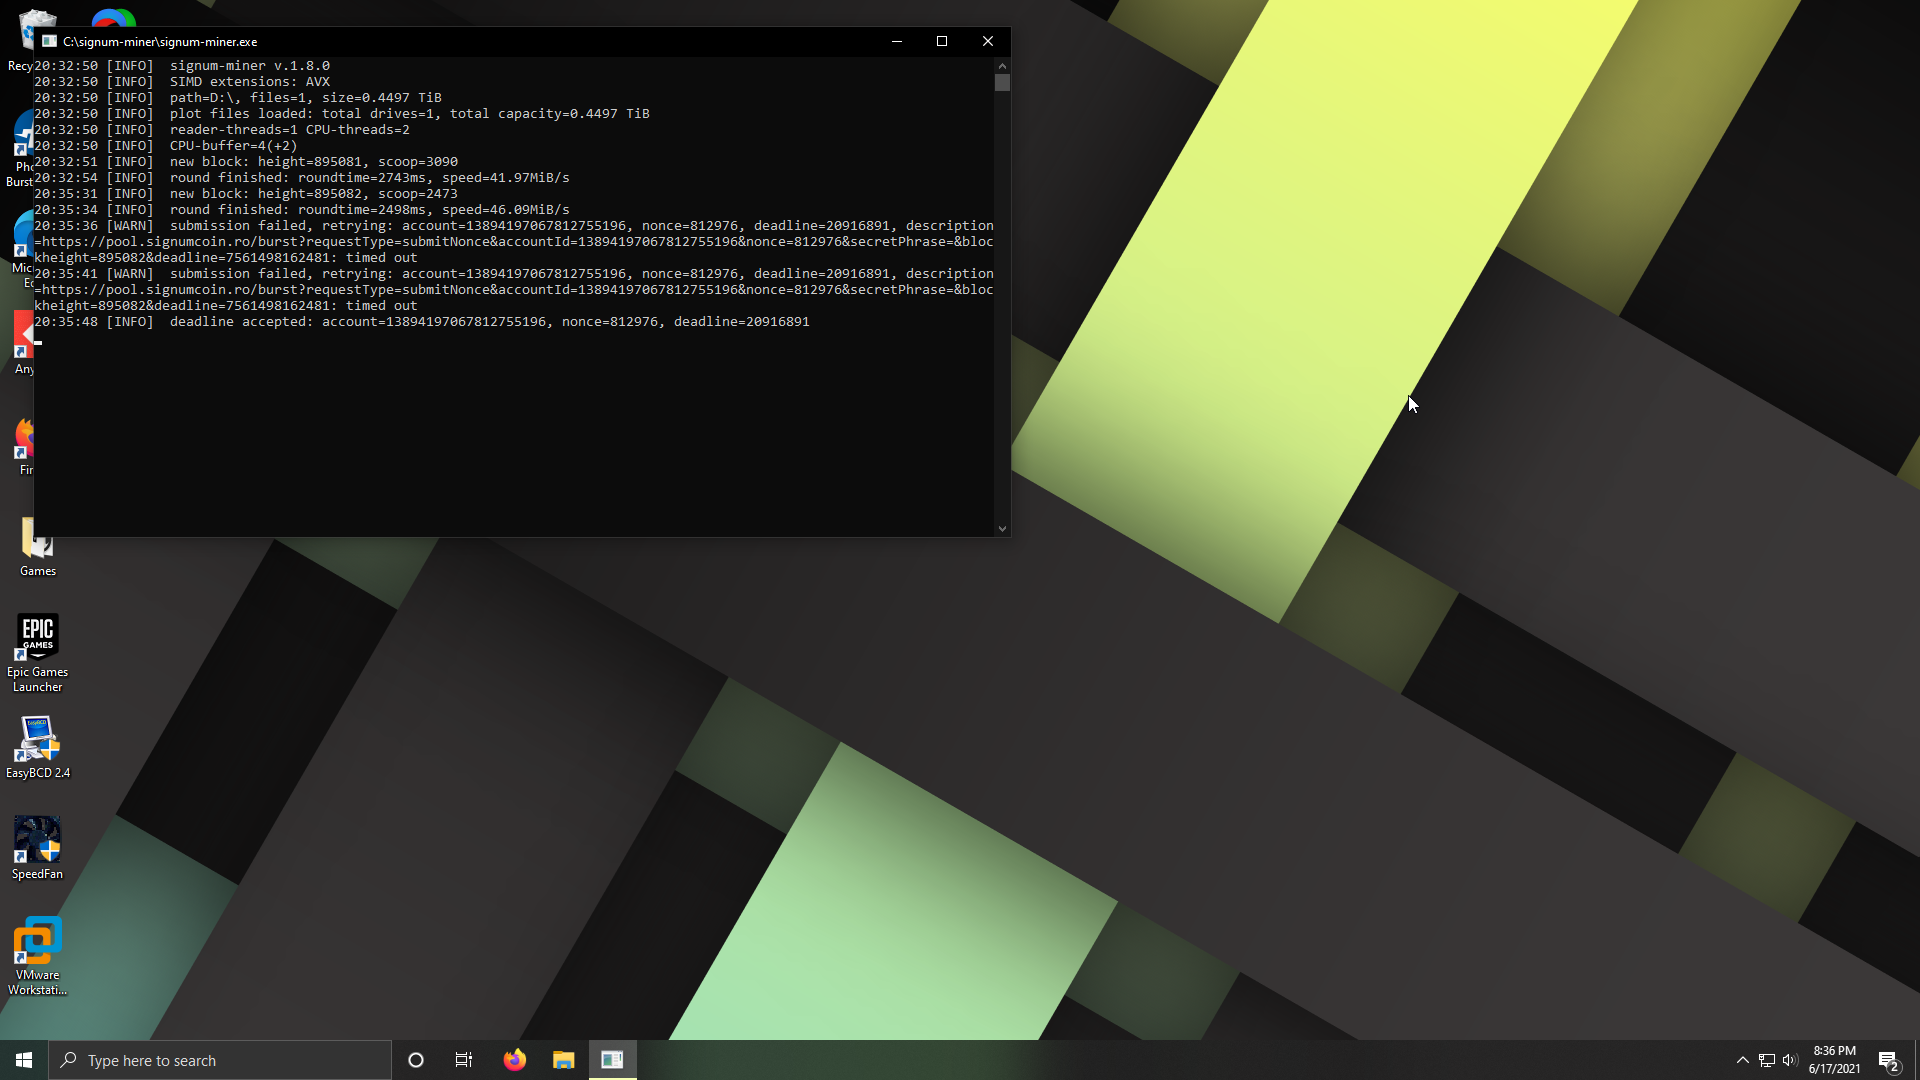 C:\signum-miner\signum-miner.exe
20:32:50 [INFO]  signum-miner v.1.8.0
20:32:50 [INFO]  SIMD extensions: AVX
20:32:50 [INFO]  path=D:\, files=1, size=0.4497 TiB
20:32:50 [INFO]  plot files loaded: total drives=1, total capacity=0.4497 TiB
20:32:50 [INFO]  reader-threads=1 CPU-threads=2
20:32:50 [INFO]  CPU-buffer=4(+2)
20:32:51 [INFO]  new block: height=895081, scoop=3090
20:32:54 [INFO]  round finished: roundtime=2743ms, speed=41.97MiB/s
20:35:31 [INFO]  new block: height=895082, scoop=2473
20:35:34 [INFO]  round finished: roundtime=2498ms, speed=46.09MiB/s
20:35:36 [WARN]  submission failed, retrying: account=13894197067812755196, nonce=812976, deadline=20916891, description
=https://pool.signumcoin.ro/burst?requestType=submitNonce&accountId=13894197067812755196&nonce=812976&secretPhrase=&bloc
kheight=895082&deadline=7561498162481: timed out
20:35:41 [WARN]  submission failed, retrying: account=13894197067812755196, nonce=812976, deadline=20916891, description
=https://pool.signumcoin.ro/burst?requestType=submitNonce&accountId=13894197067812755196&nonce=812976&secretPhrase=&bloc
kheight=895082&deadline=7561498162481: timed out
20:35:48 [INFO]  deadline accepted: account=13894197067812755196, nonce=812976, deadline=20916891
Recy
Pho
Burst
Mic
Ec
Any
Fir
Games
EPIC
GAMES
Epic Games
Launcher
EasyBCD 2.4
SpeedFan
VMware
Workstati...
Type here to search
8:36 PM
6/17/2021
2